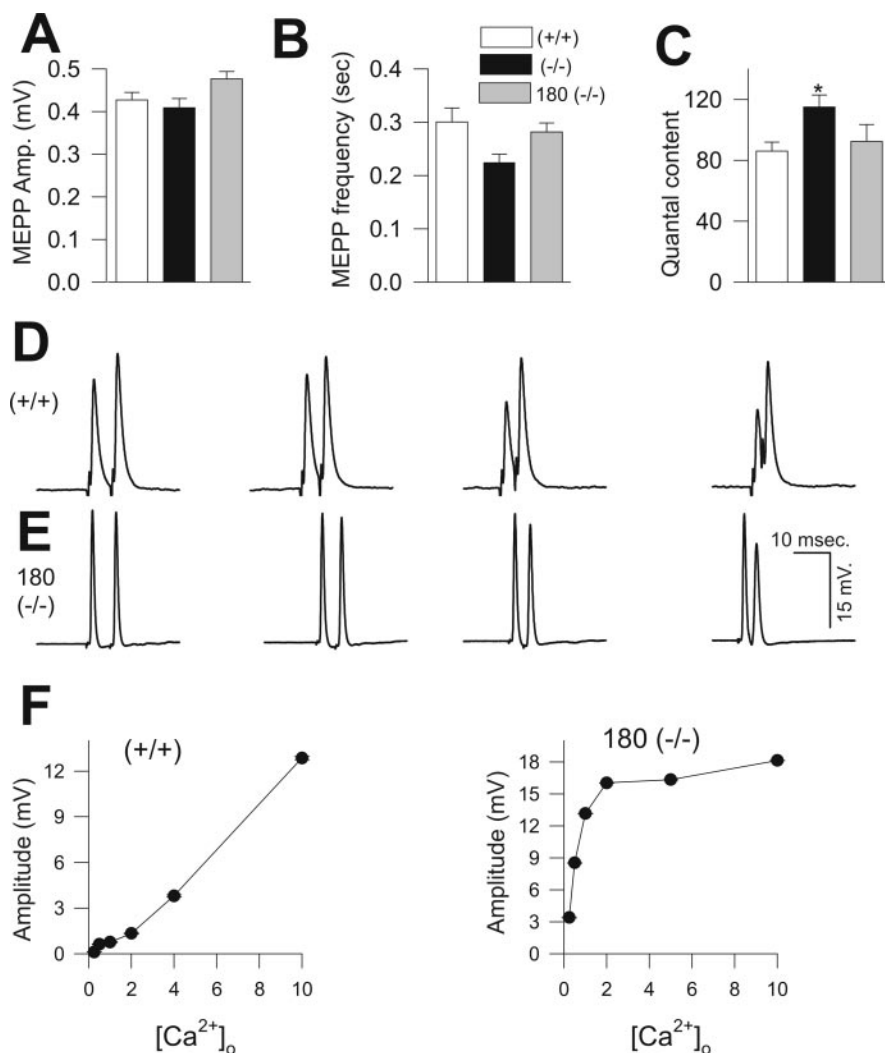 A
MEPP Amp. (mV)
0.5
0.4
0.3
0.2
0.1
0.0
B
(+/+)
(-/-)
180 (-/-)
MEPP frequency (sec)
0.4
0.3
0.2
0.1
0.0
C
*
Quantal content
120
80
40
0
D
(+/+)
E
180
(-/-)
10 msec.
15 mV.
F
(+/+)
Amplitude (mV)
12
9
6
3
0
0 2 4 6 8 10
[Ca²⁺]ₒ
180 (-/-)
Amplitude (mV)
18
15
12
9
6
3
0
0 2 4 6 8 10
[Ca²⁺]ₒ